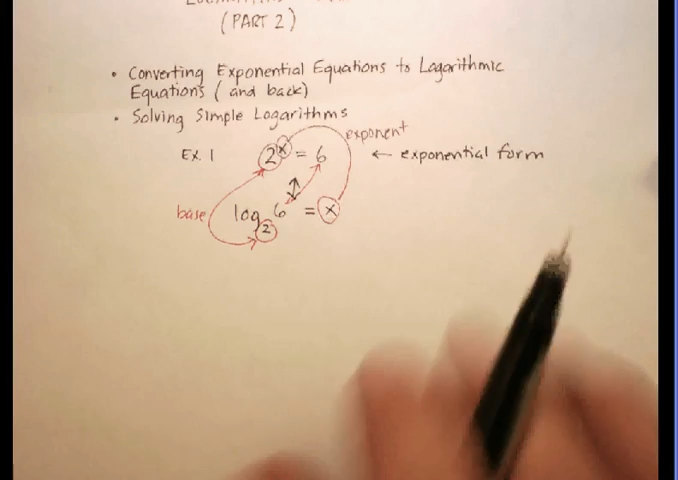 (PART 2)
• Converting Exponential Equations to Logarithmic
Equations (and back)
• Solving Simple Logarithms
exponent
Ex. 1 2^x = 6 ← exponential form
base log_2 6 = x